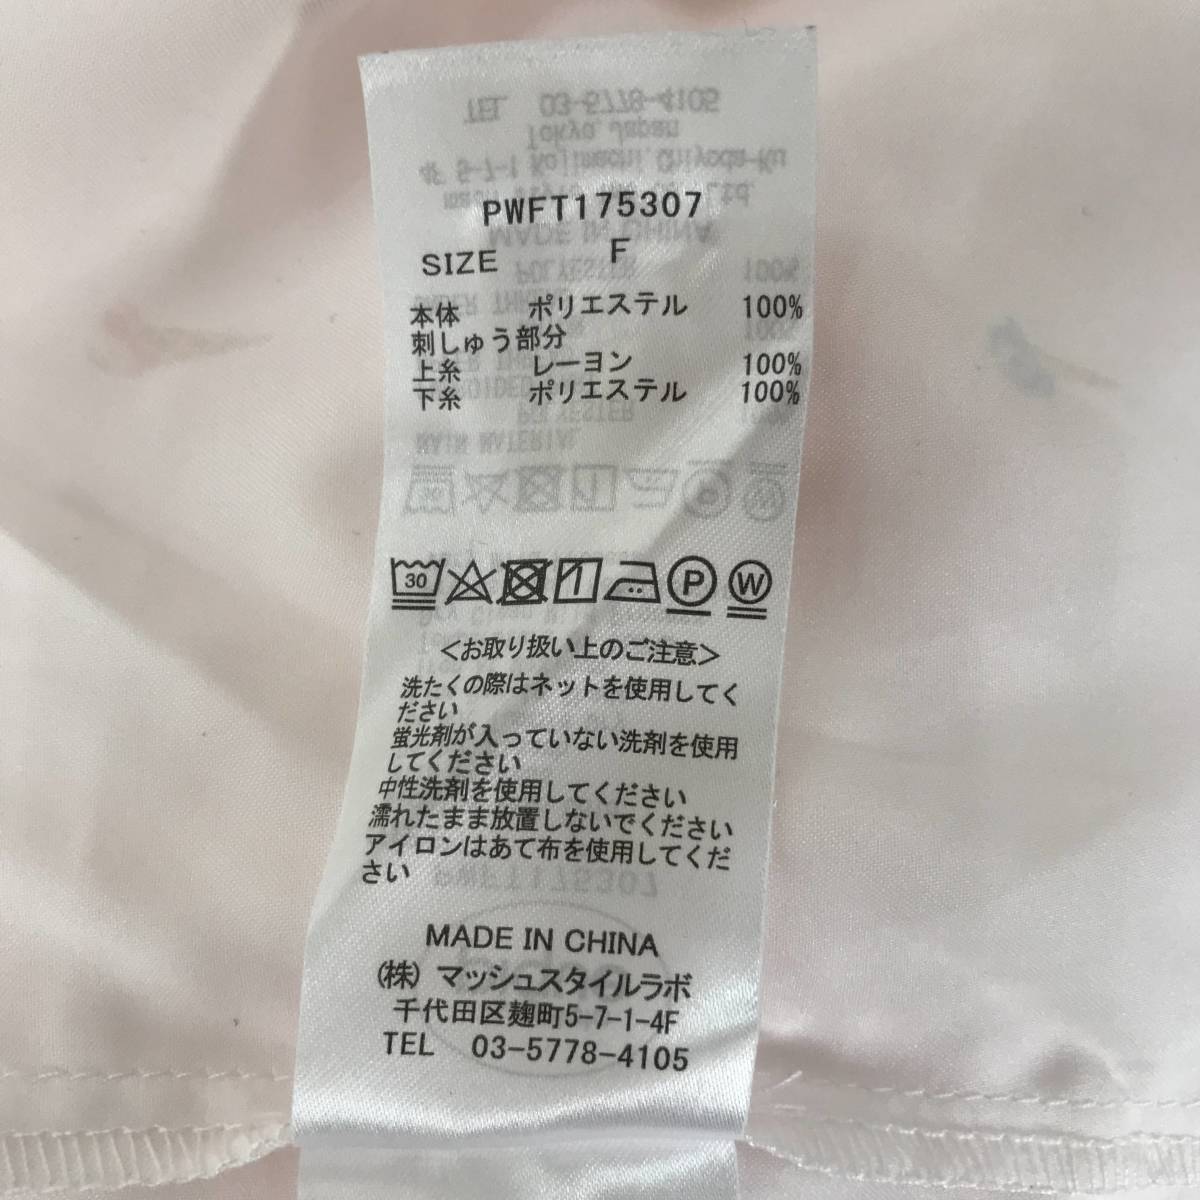 PWFT175307
SIZE F
本体 ポリエステル 100%
刺しゅう部分
上糸 レーヨン 100%
下糸 ポリエステル 100%
30 P W
<お取り扱い上のご注意>
洗たくの際はネットを使用してく
ださい
蛍光剤が入っていない洗剤を使用
してください
中性洗剤を使用してください
濡れたまま放置しないでください
アイロンはあて布を使用してくだ
さい
MADE IN CHINA
(株) マッシュスタイルラボ
千代田区麹町5-7-1-4F
TEL 03-5778-4105